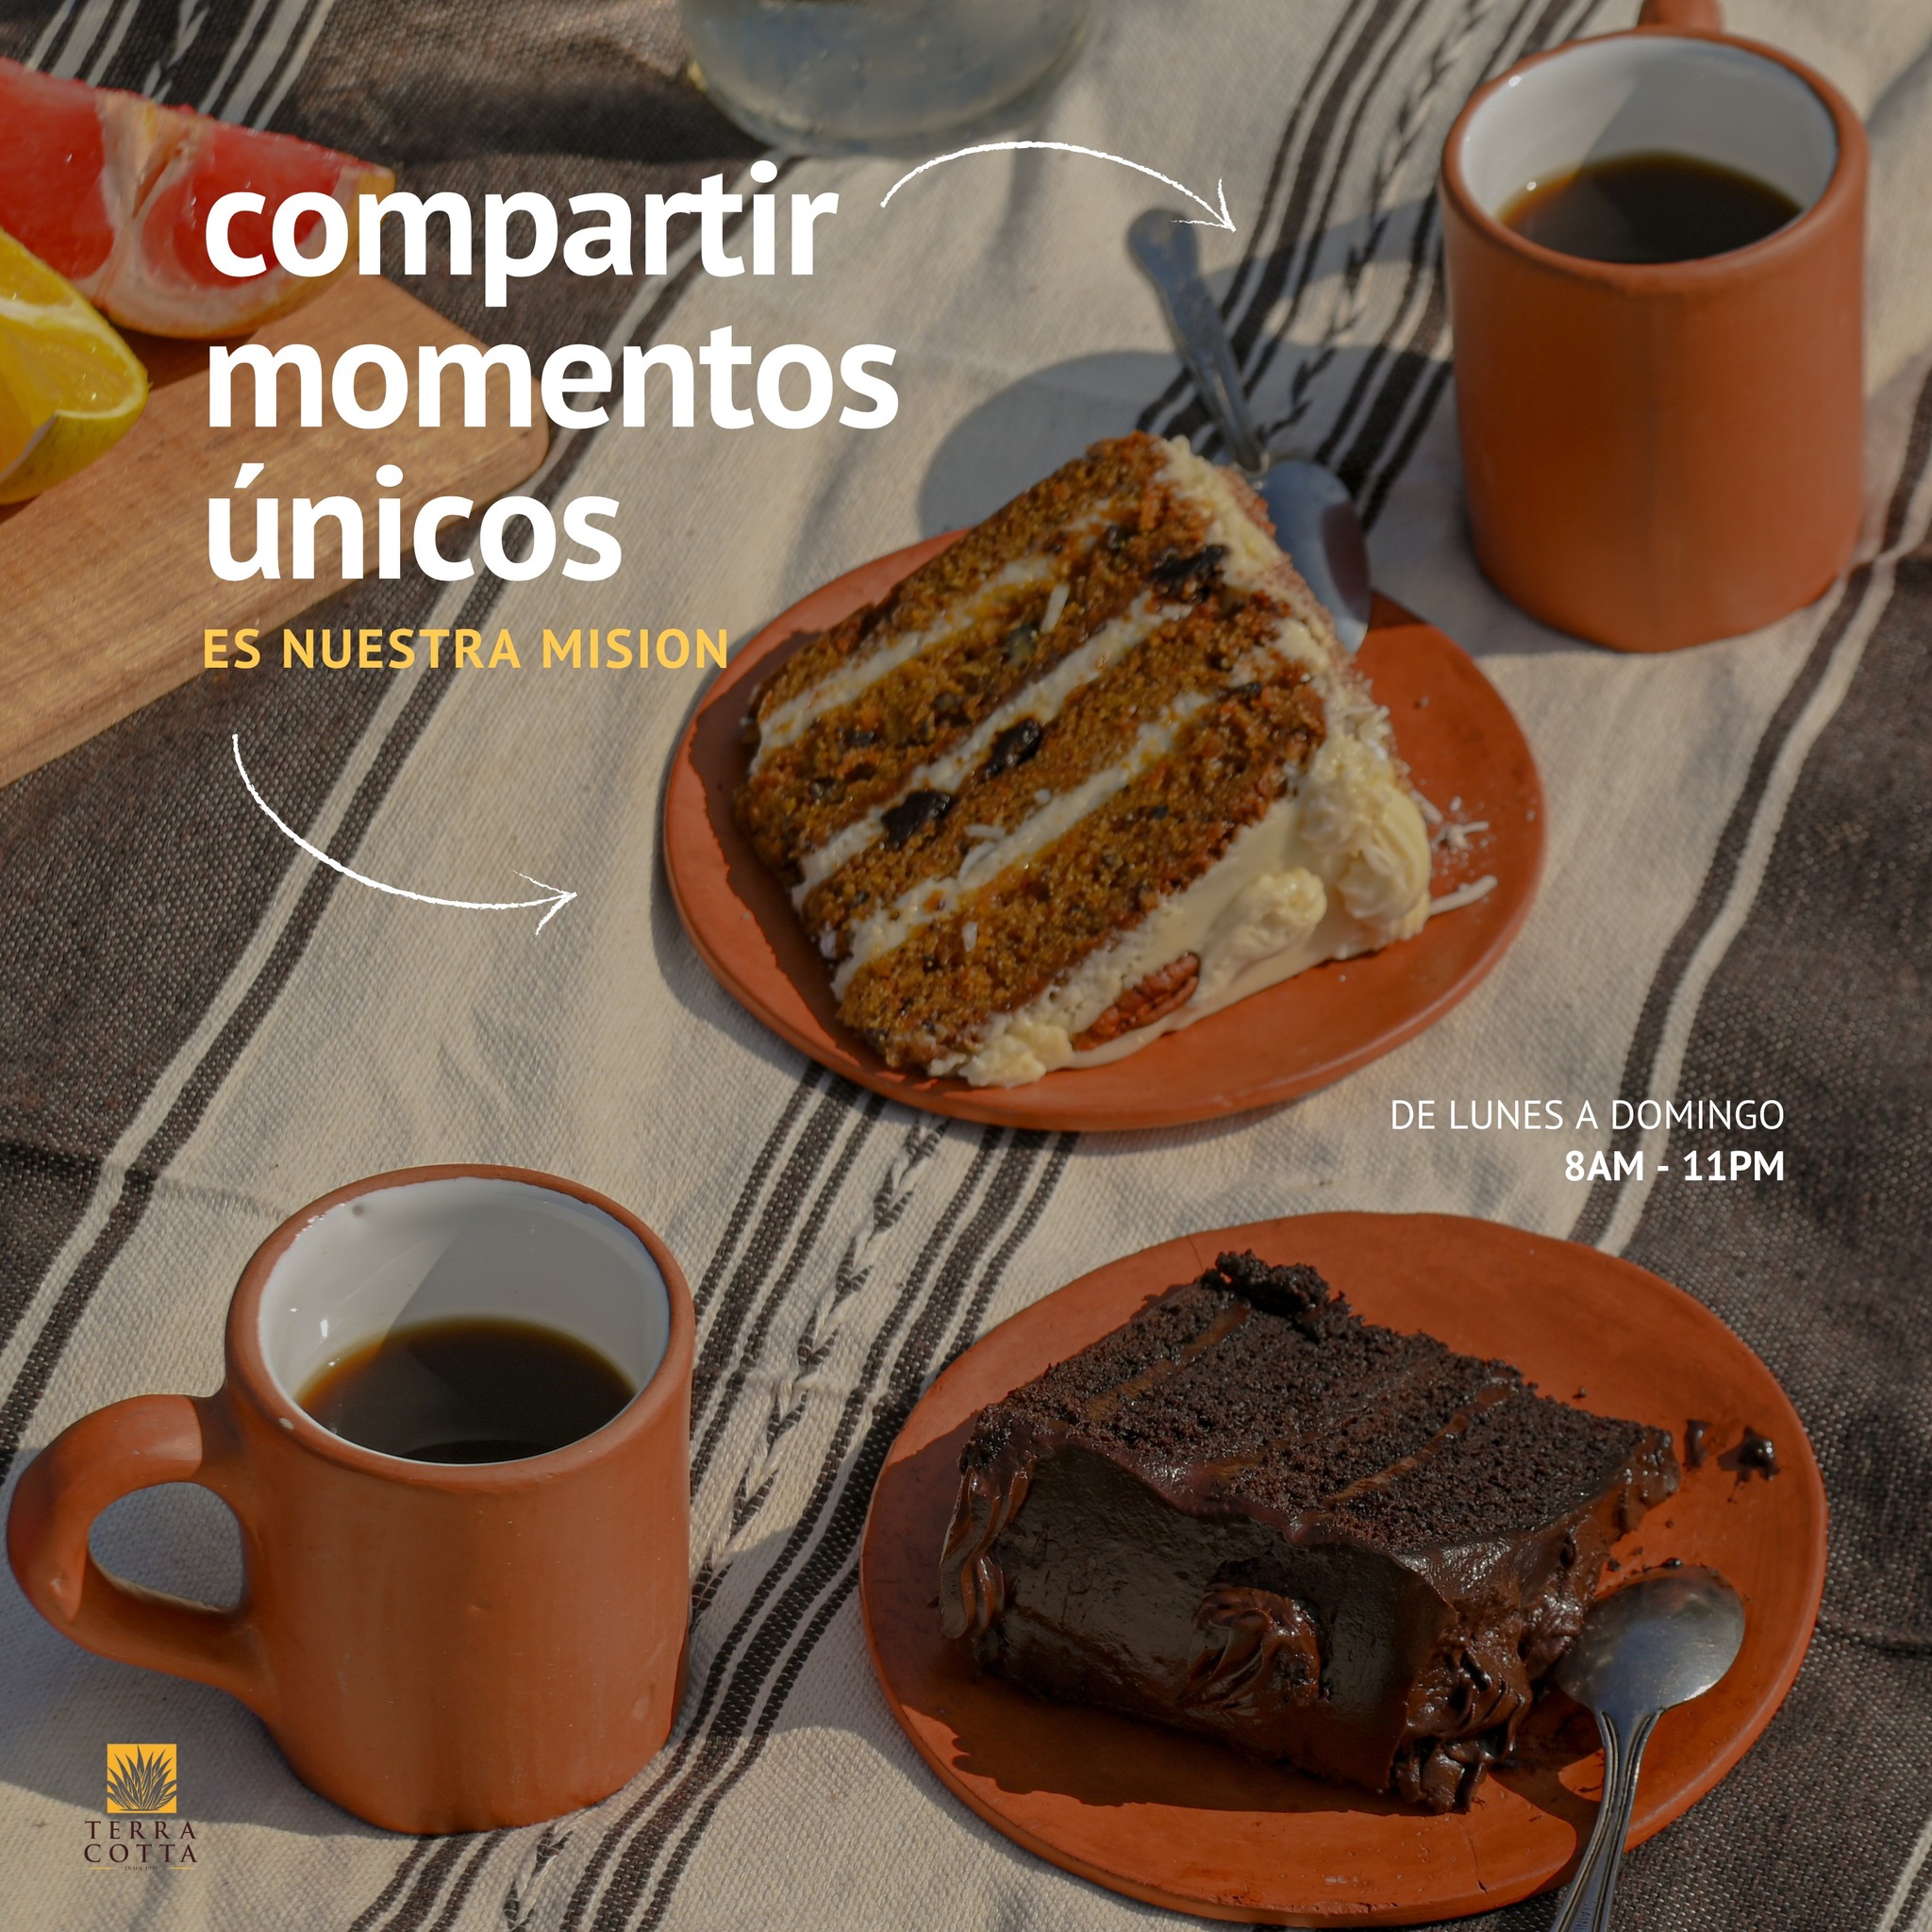 compartir
momentos
únicos
ES NUESTRA MISION
DE LUNES A DOMINGO
8AM - 11PM
TERRA
COTTA